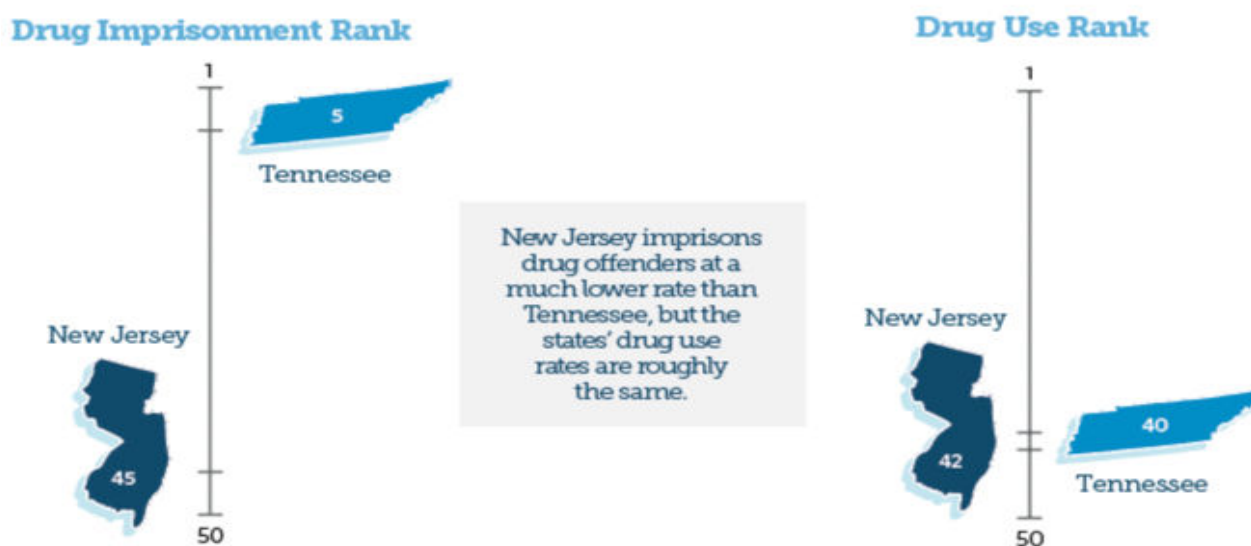 Drug Imprisonment Rank
1
5
Tennessee
New Jersey
45
50
New Jersey imprisons
drug offenders at a
much lower rate than
Tennessee, but the
states' drug use
rates are roughly
the same.
Drug Use Rank
1
New Jersey
42
40
Tennessee
50